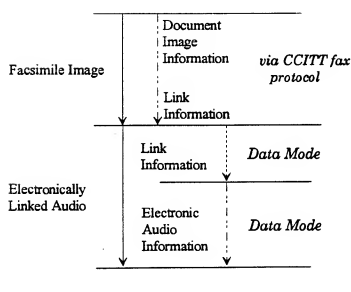 Document
Image
Information
Facsimile Image
via CCITT fax
protocol
Link
Information
Link
Information
Data Mode
Electronically
Linked Audio
Electronic
Audio
Information
Data Mode